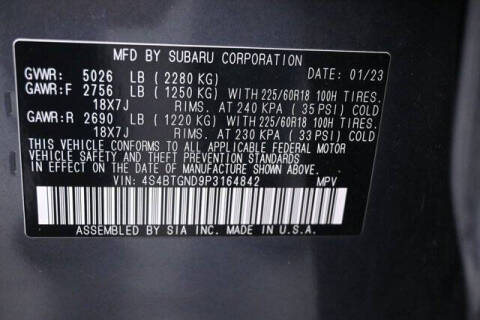 MFD BY SUBARU CORPORATION
GVWR: 5026 LB ( 2280 KG) DATE: 01/23
GAWR:F 2756 LB ( 1250 KG) WITH 225/60R18 100H TIRES.
18X7J RIMS. AT 240 KPA ( 35 PSI) COLD
GAWR:R 2690 LB ( 1220 KG) WITH 225/60R18 100H TIRES.
18X7J RIMS. AT 230 KPA ( 33 PSI) COLD
THIS VEHICLE CONFORMS TO ALL APPLICABLE FEDERAL MOTOR
VEHICLE SAFETY AND THEFT PREVENTION STANDARDS
IN EFFECT ON THE DATE OF MANUFACTURE SHOWN ABOVE.
VIN: 4S4BTGND9P3164842 MPV
ASSEMBLED BY SIA INC. MADE IN U.S.A.